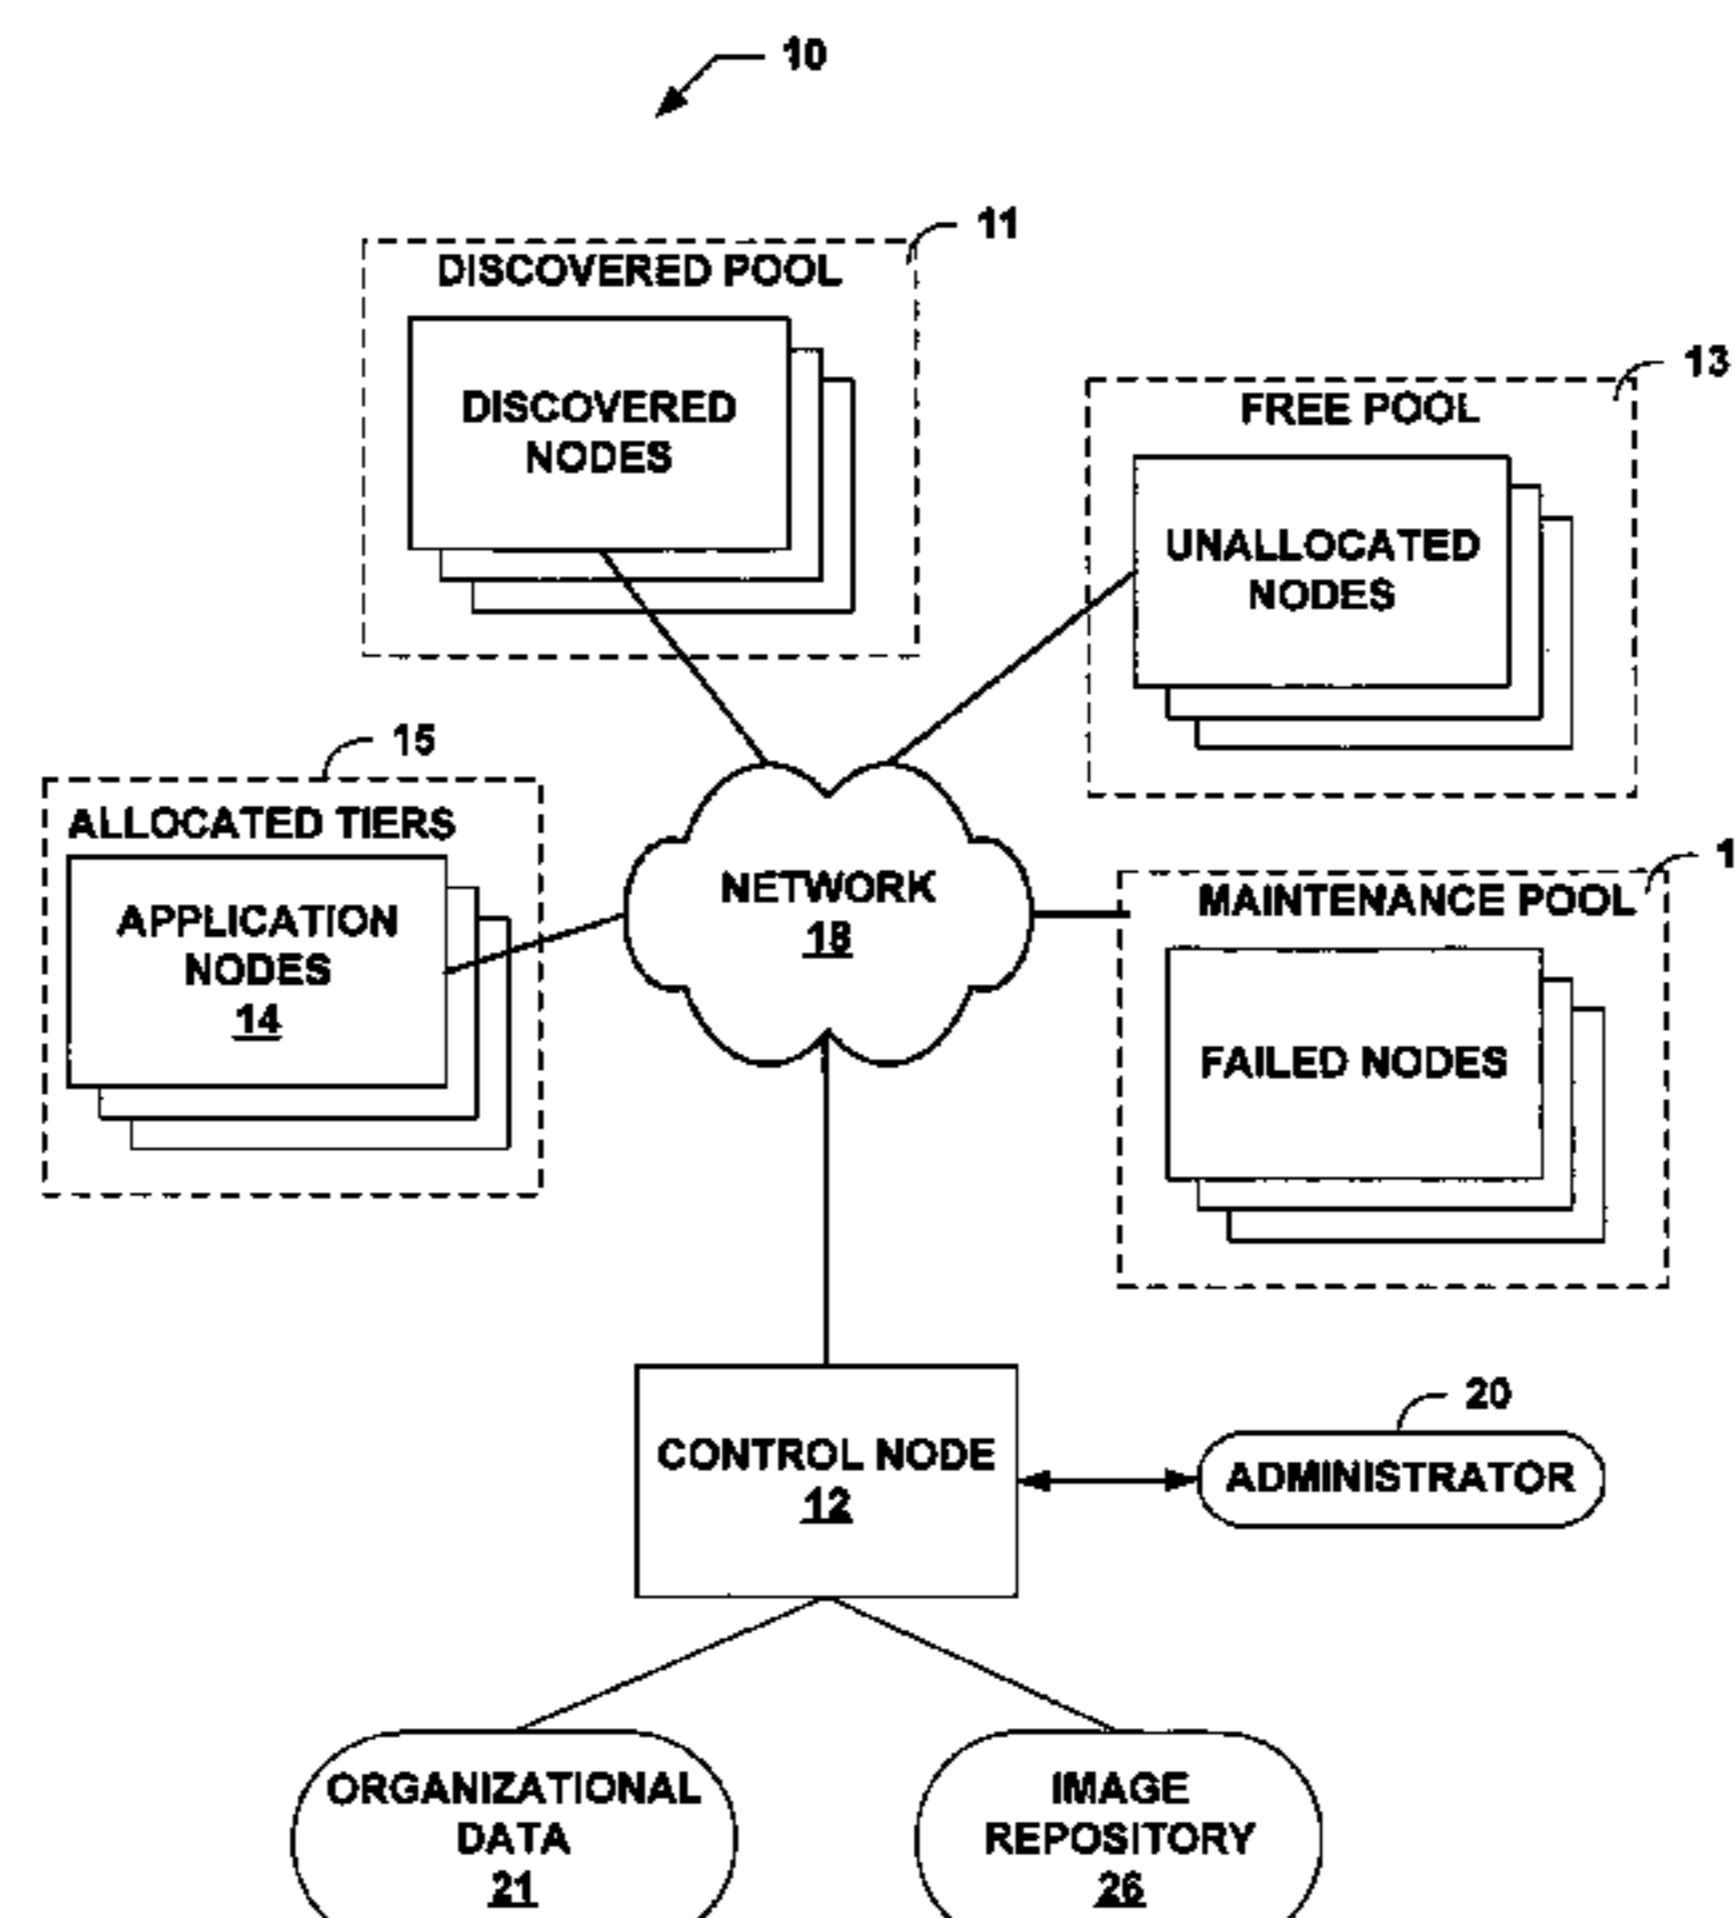 10
11
DISCOVERED POOL
DISCOVERED
NODES
13
FREE POOL
UNALLOCATED
NODES
15
ALLOCATED TIERS
APPLICATION
NODES
14
NETWORK
18
1
MAINTENANCE POOL
FAILED NODES
CONTROL NODE
12
20
ADMINISTRATOR
ORGANIZATIONAL
DATA
21
IMAGE
REPOSITORY
26